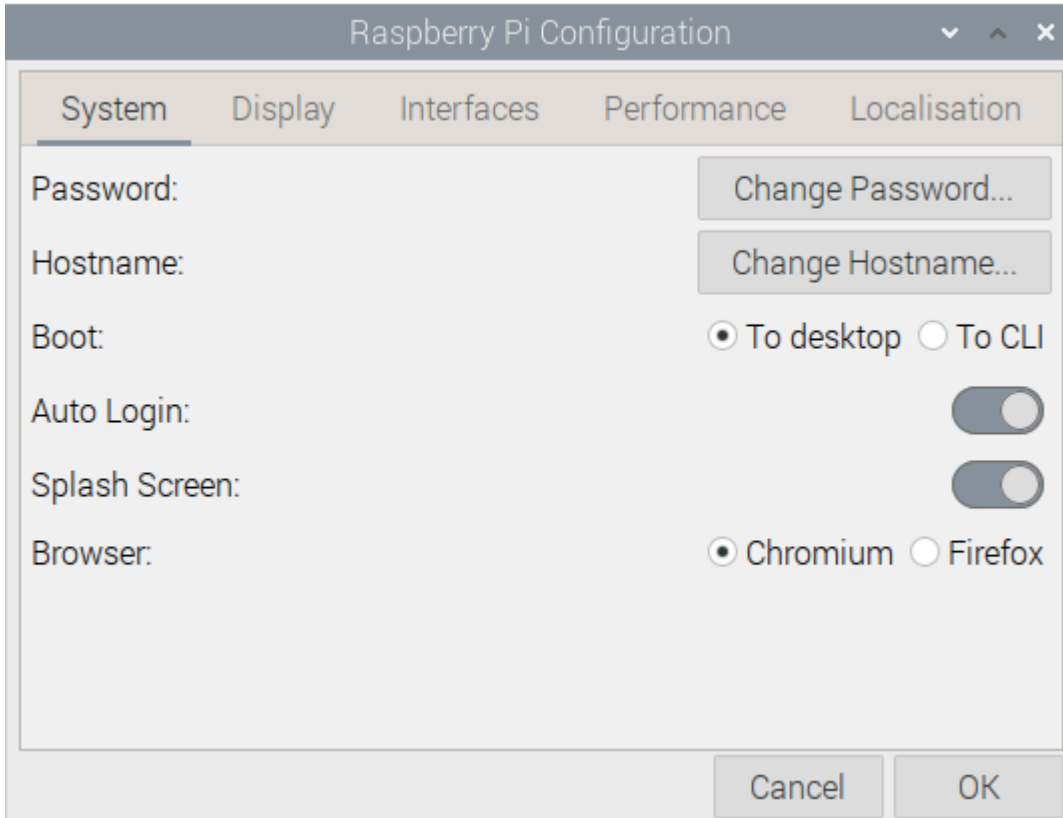 Raspberry Pi Configuration
System Display Interfaces Performance Localisation
Password: Change Password...
Hostname: Change Hostname...
Boot: To desktop To CLI
Auto Login:
Splash Screen:
Browser: Chromium Firefox
Cancel OK